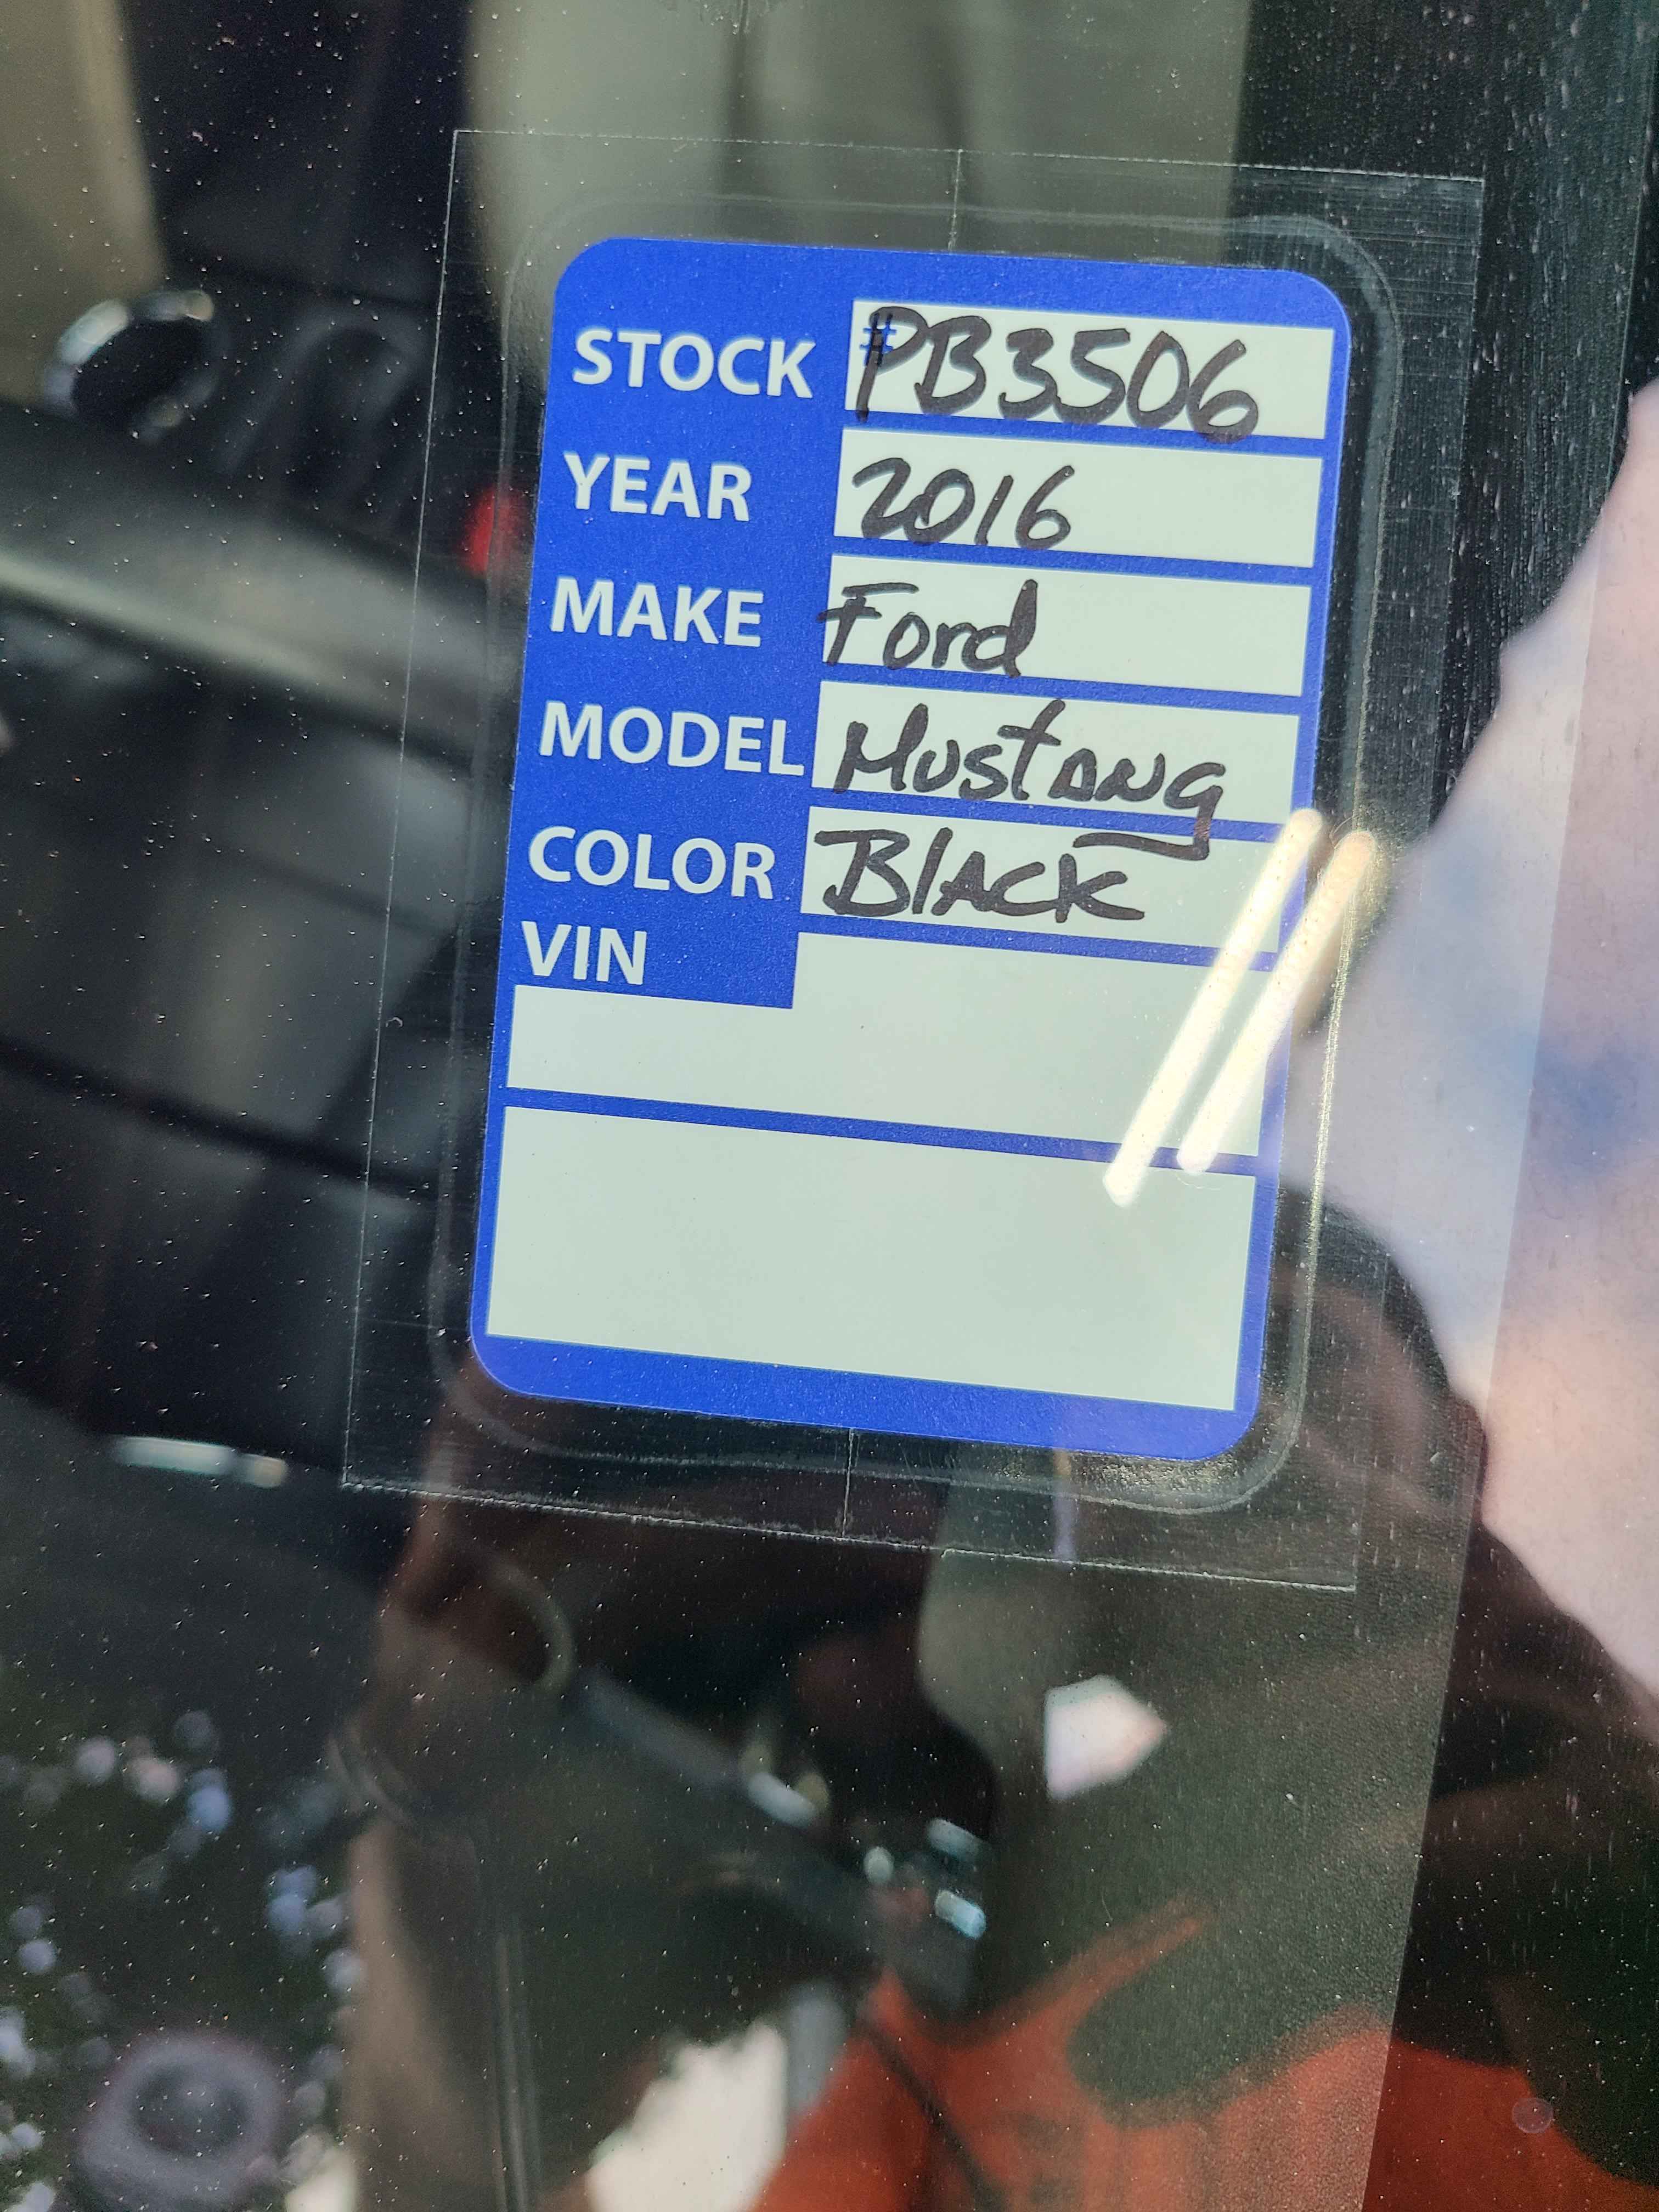 STOCK #PB3506
YEAR 2016
MAKE Ford
MODEL Mustang
COLOR Black
VIN